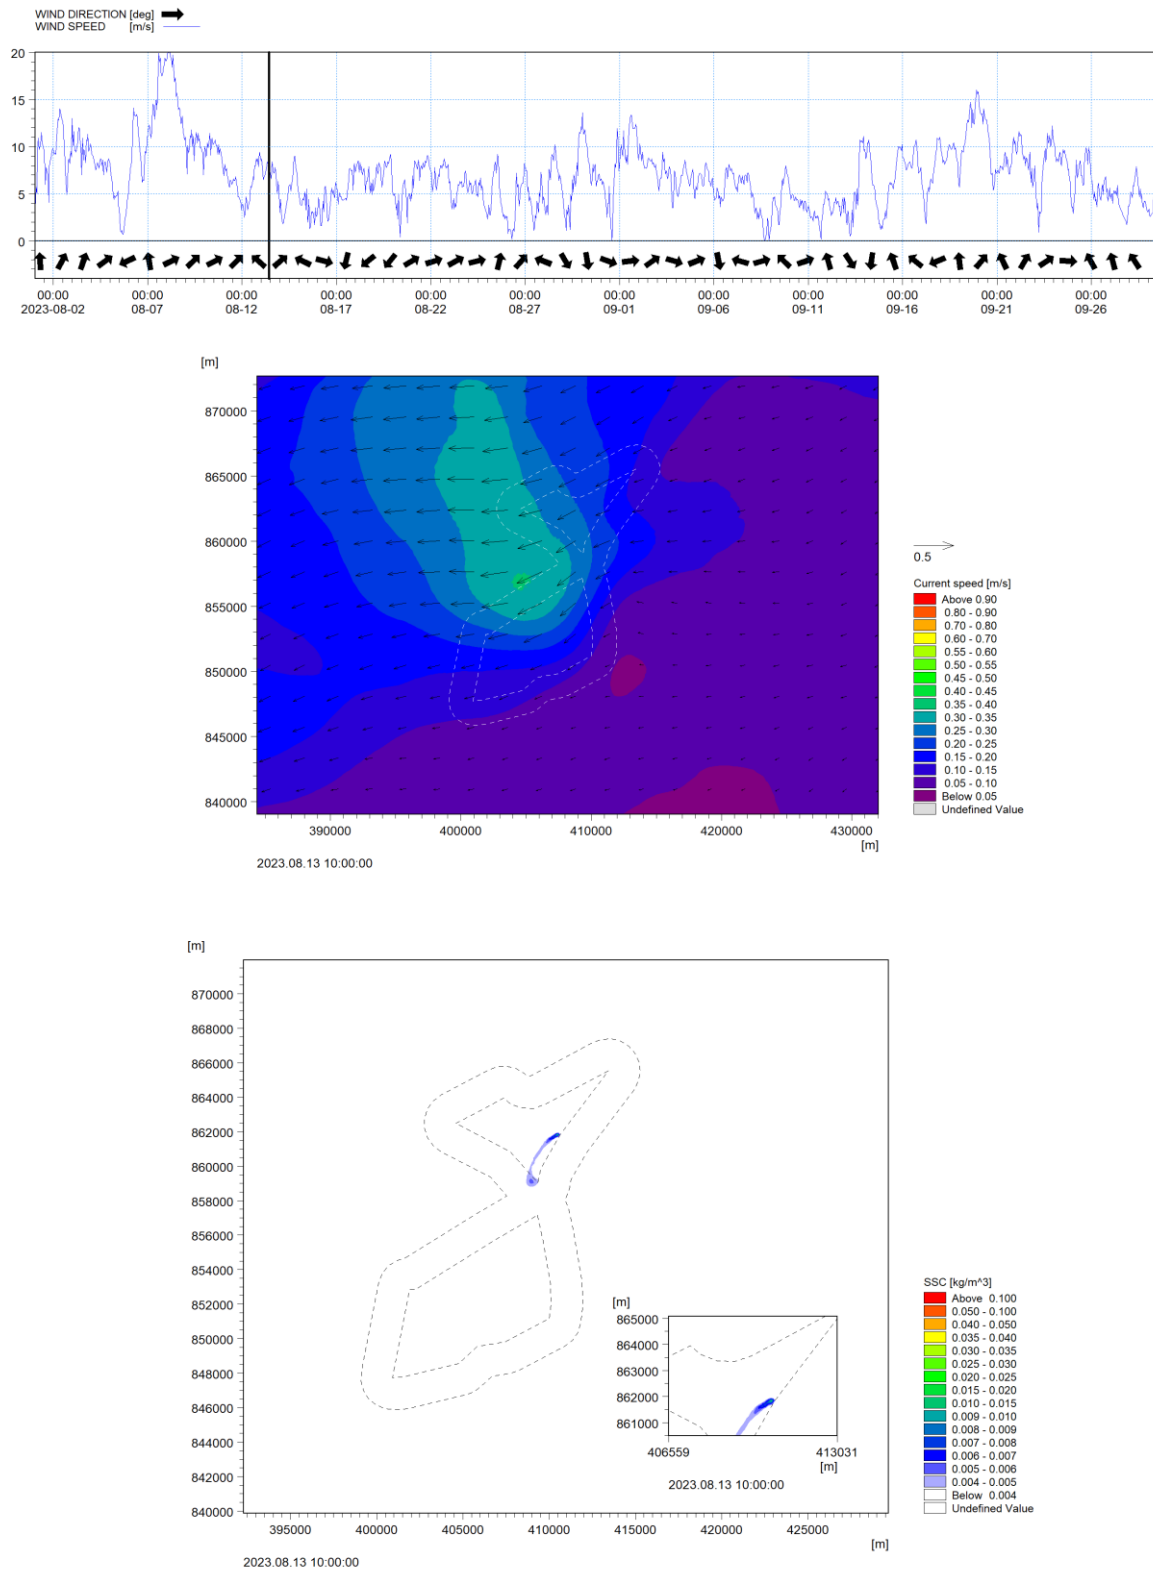 WIND DIRECTION [deg]
WIND SPEED [m/s]
20
15
10
5
0
00:00 00:00 00:00 00:00 00:00 00:00 00:00 00:00 00:00 00:00 00:00 00:00
2023-08-02 08-07 08-12 08-17 08-22 08-27 09-01 09-06 09-11 09-16 09-21 09-26
[m]
870000
865000
860000
855000
850000
845000
840000
390000 400000 410000 420000 430000
[m]
2023.08.13 10:00:00
0.5
Current speed [m/s]
Above 0.90
0.80 - 0.90
0.70 - 0.80
0.60 - 0.70
0.55 - 0.60
0.50 - 0.55
0.45 - 0.50
0.40 - 0.45
0.35 - 0.40
0.30 - 0.35
0.25 - 0.30
0.20 - 0.25
0.15 - 0.20
0.10 - 0.15
0.05 - 0.10
Below 0.05
Undefined Value
[m]
870000
868000
866000
864000
862000
860000
858000
856000
854000
852000
850000
848000
846000
844000
842000
840000
395000 400000 405000 410000 415000 420000 425000
[m]
2023.08.13 10:00:00
[m]
865000
864000
863000
862000
861000
406559 413031
[m]
2023.08.13 10:00:00
SSC [kg/m^3]
Above 0.100
0.050 - 0.100
0.040 - 0.050
0.035 - 0.040
0.030 - 0.035
0.025 - 0.030
0.020 - 0.025
0.015 - 0.020
0.010 - 0.015
0.009 - 0.010
0.008 - 0.009
0.007 - 0.008
0.006 - 0.007
0.005 - 0.006
0.004 - 0.005
Below 0.004
Undefined Value